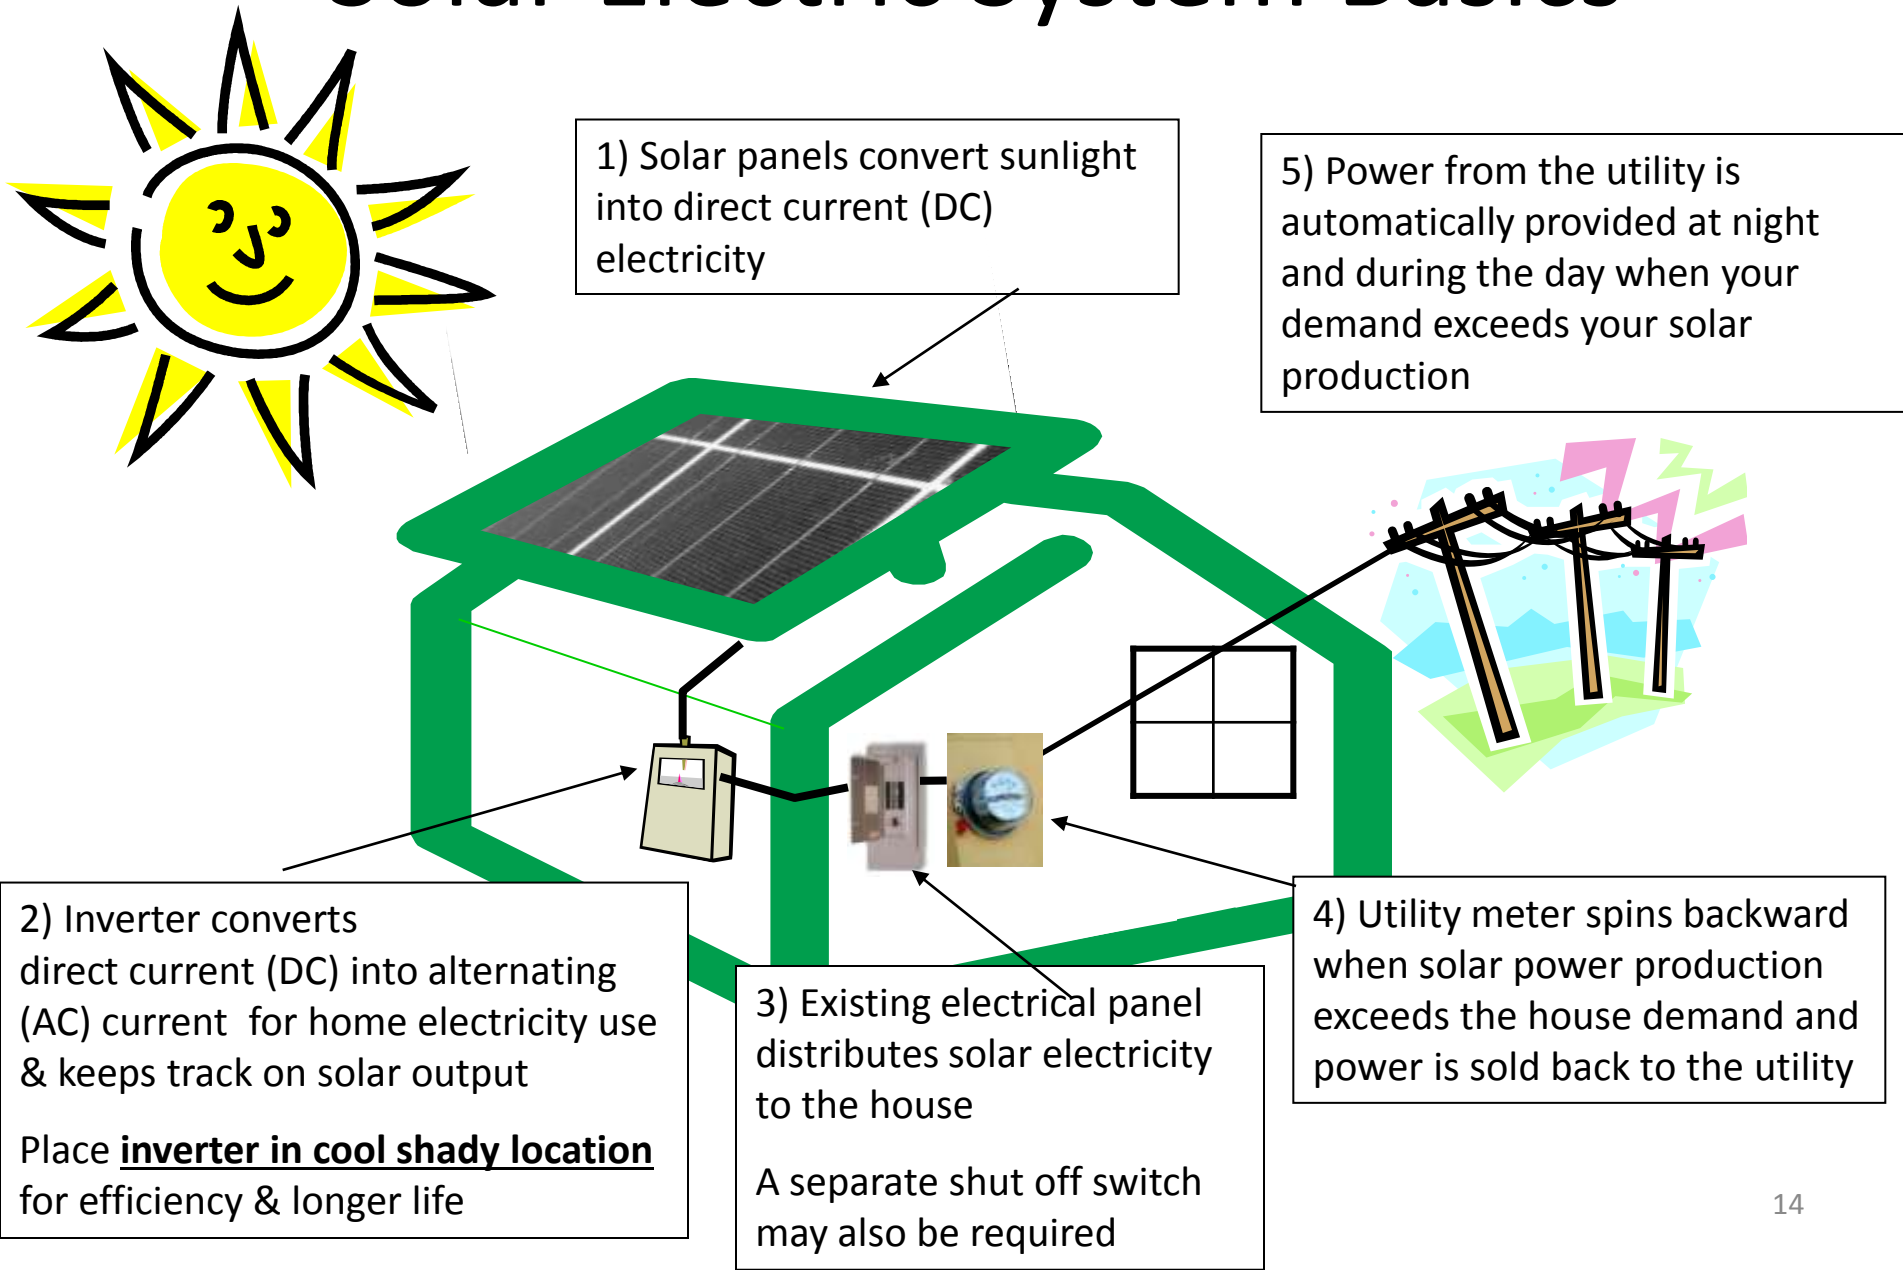 Solar Electric System Basics
1) Solar panels convert sunlight
into direct current (DC)
electricity
5) Power from the utility is
automatically provided at night
and during the day when your
demand exceeds your solar
production
2) Inverter converts
direct current (DC) into alternating
(AC) current  for home electricity use
& keeps track on solar output
Place inverter in cool shady location
for efficiency & longer life
3) Existing electrical panel
distributes solar electricity
to the house
A separate shut off switch
may also be required
4) Utility meter spins backward
when solar power production
exceeds the house demand and
power is sold back to the utility
14